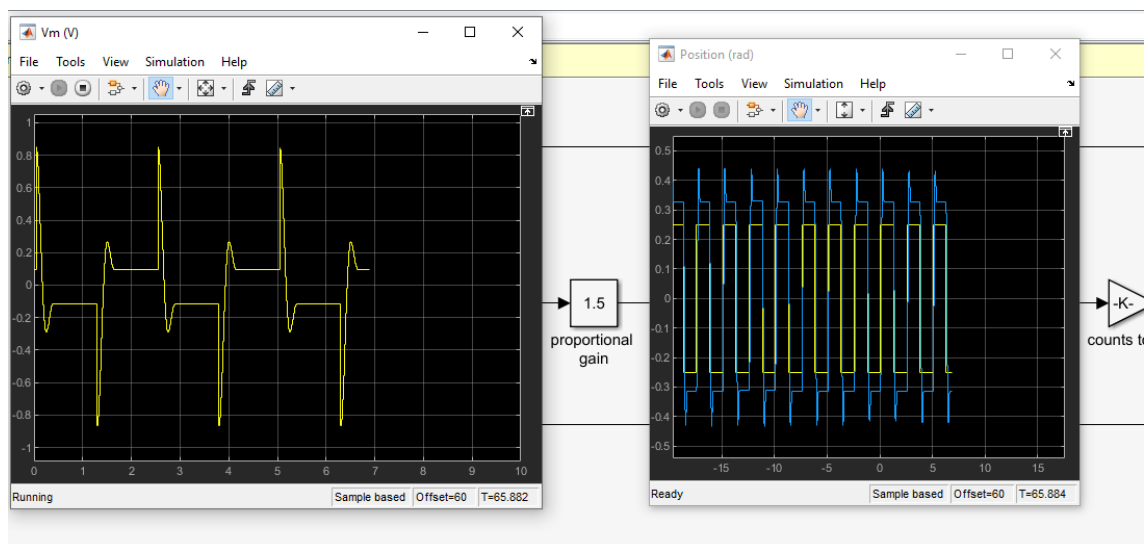 Vm (V)
File Tools View Simulation Help
1
0.8
0.6
0.4
0.2
0
-0.2
-0.4
-0.6
-0.8
-1
0 1 2 3 4 5 6 7 8 9 10
Running Sample based Offset=60 T=65.882
1.5
proportional
gain
Position (rad)
File Tools View Simulation Help
0.5
0.4
0.3
0.2
0.1
0
-0.1
-0.2
-0.3
-0.4
-0.5
-15 -10 -5 0 5 10 15
Ready Sample based Offset=60 T=65.884
-K-
counts to